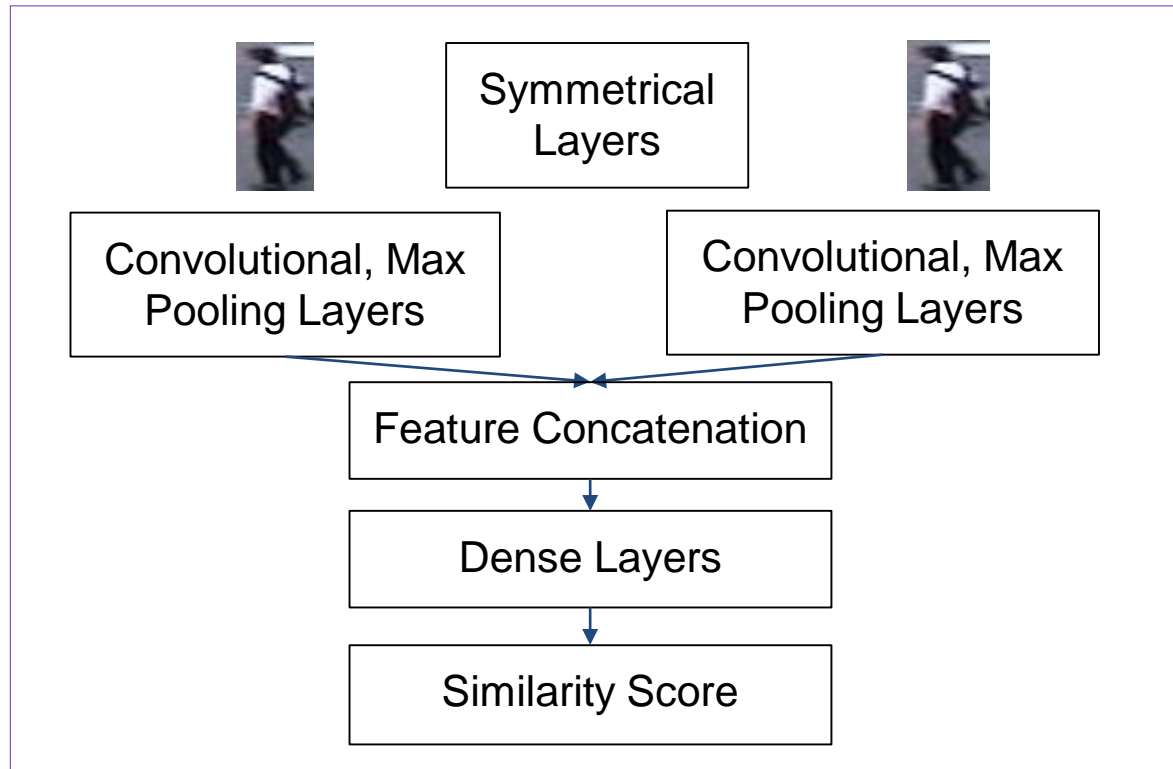 Symmetrical
Layers
Convolutional, Max
Pooling Layers
Convolutional, Max
Pooling Layers
Feature Concatenation
Dense Layers
Similarity Score